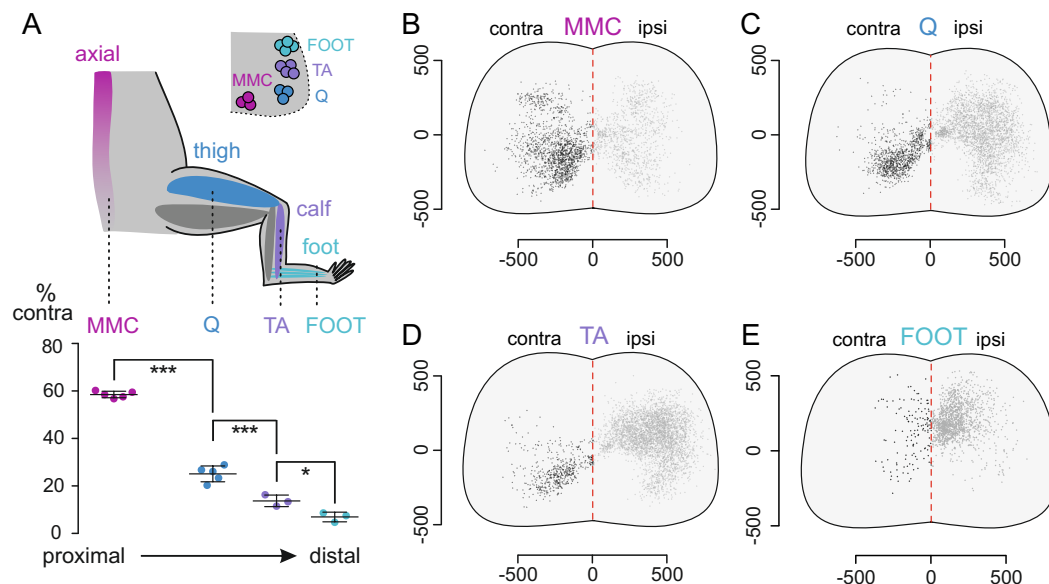 A
axial
FOOT
TA
MMC
Q
thigh
calf
foot
%
contra
MMC Q TA FOOT
80
60
40
20
0
***
***
*
proximal distal
B
contra MMC ipsi
500
0
-500
-500 0 500
C
contra Q ipsi
500
0
-500
-500 0 500
D
contra TA ipsi
500
0
-500
-500 0 500
E
contra FOOT ipsi
500
0
-500
-500 0 500